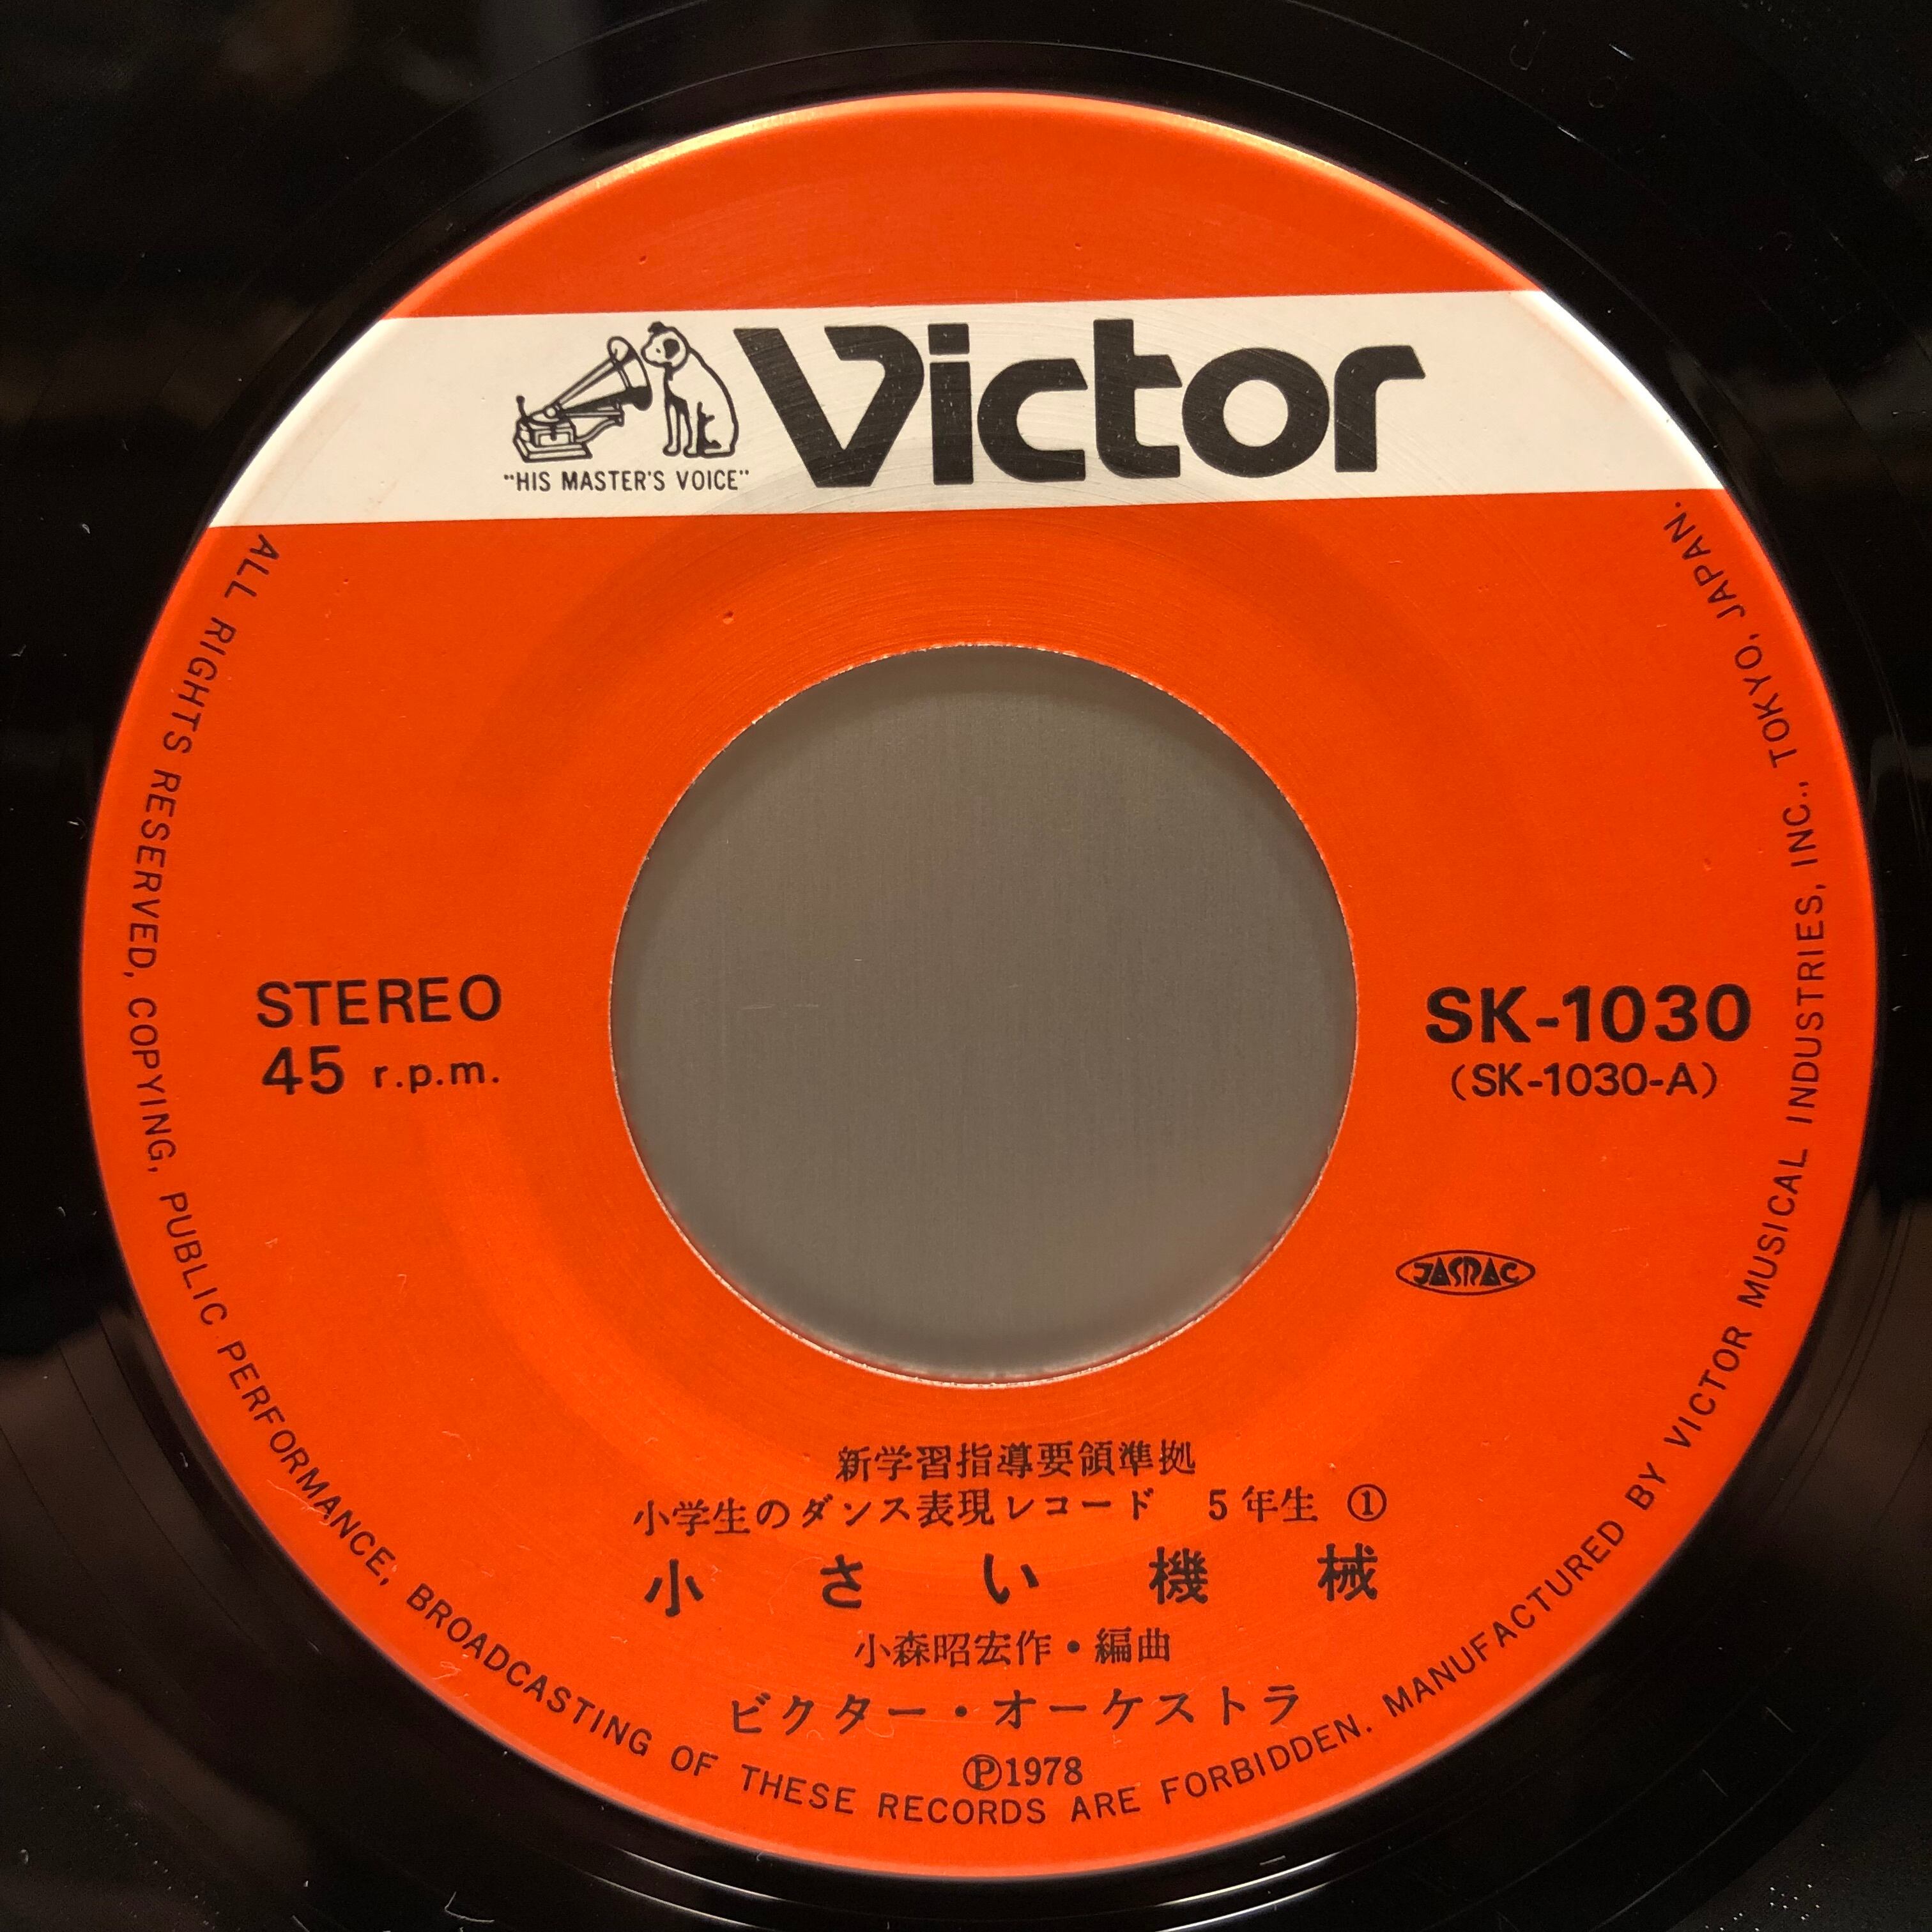 Victor
"HIS MASTER'S VOICE"
STEREO
45 r.p.m.
SK-1030
(SK-1030-A)
JASRAC
新学習指導要領準拠
小学生のダンス表現レコード 5年生 ①
小さい機械
小森昭宏作・編曲
ビクター・オーケストラ
Ⓟ1978
ALL RIGHTS RESERVED, COPYING, PUBLIC PERFORMANCE, BROADCASTING OF THESE RECORDS ARE FORBIDDEN. MANUFACTURED BY VICTOR MUSICAL INDUSTRIES, INC., TOKYO, JAPAN.